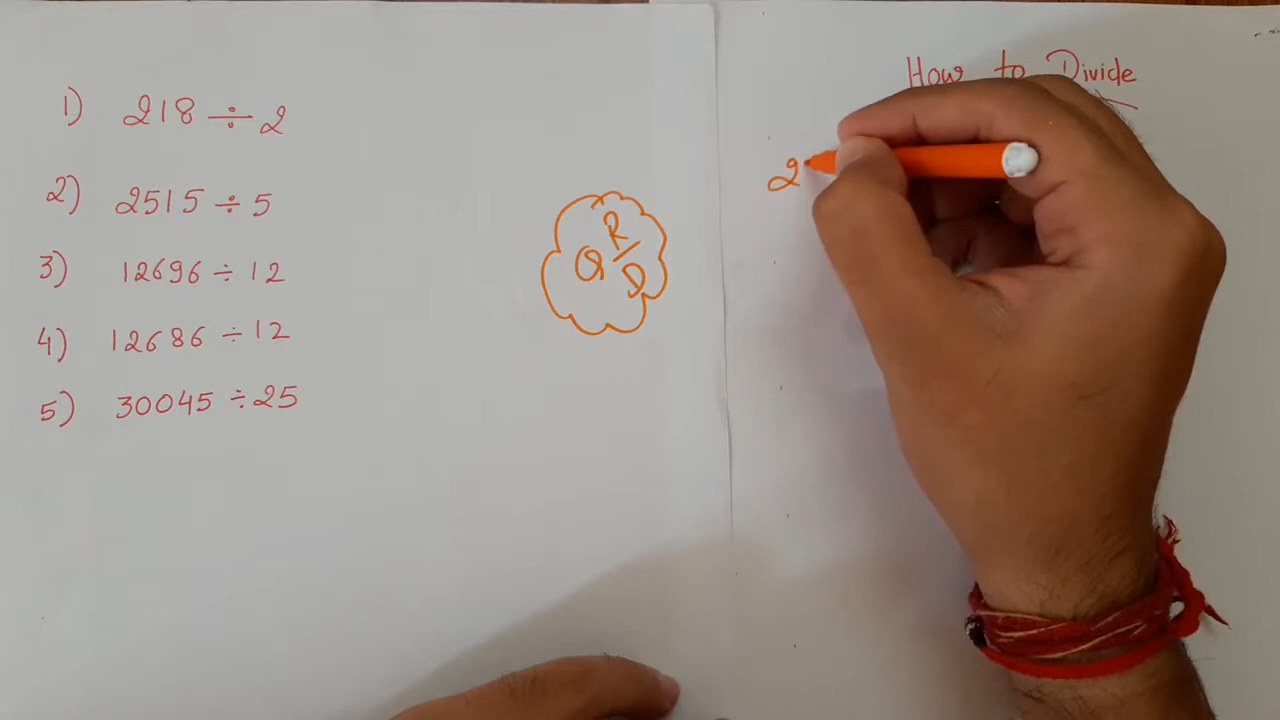 1) 218 ÷ 2
2) 2515 ÷ 5
3) 12696 ÷ 12
4) 12686 ÷ 12
5) 30045 ÷ 25
Q R/D
How to Divide
2